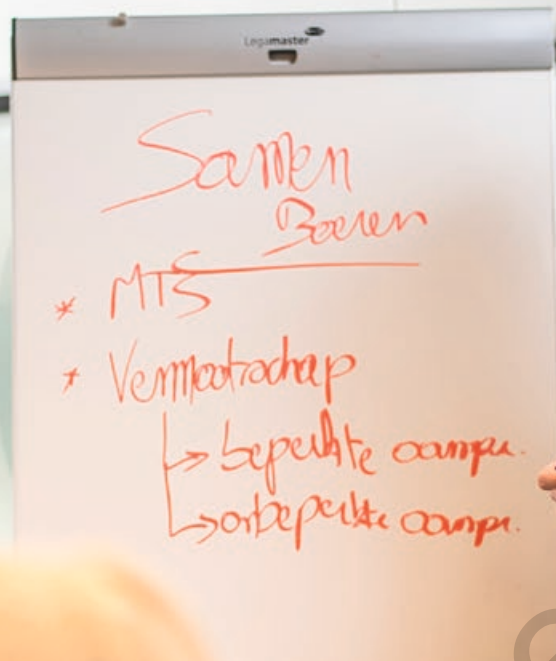 Legamaster
Samen
Boeren
* MTS
* Vennootschap
→ beperkte aanspr.
→ onbeperkte aanspr.